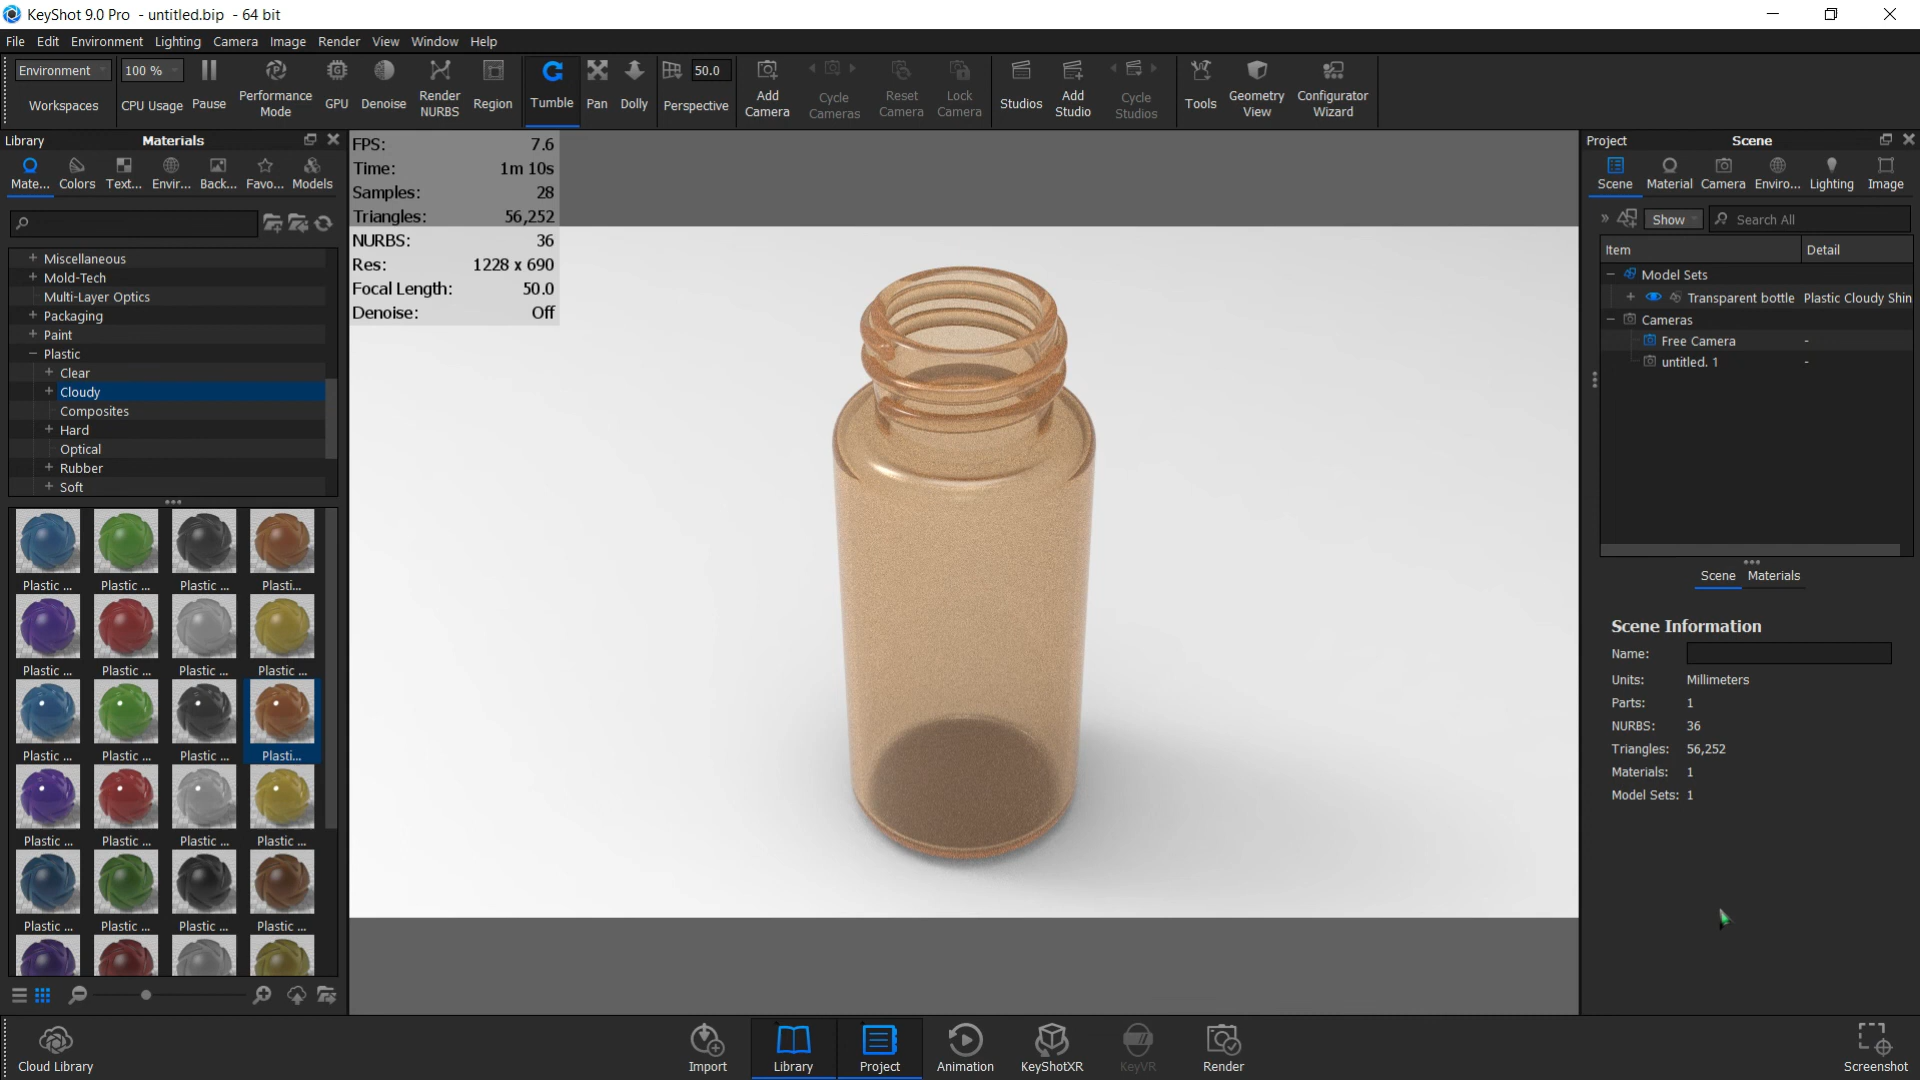 KeyShot 9.0 Pro - untitled.bip - 64 bit
File Edit Environment Lighting Camera Image Render View Window Help
Environment 100 % 50.0
Workspaces CPU Usage Pause Performance Mode GPU Denoise Render NURBS Region Tumble Pan Dolly Perspective Add Camera Cycle Cameras Reset Camera Lock Camera Studios Add Studio Cycle Studios Tools Geometry View Configurator Wizard
Library Materials
Mate... Colors Text... Envir... Back... Favo... Models
Miscellaneous
Mold-Tech
Multi-Layer Optics
Packaging
Paint
Plastic
Clear
Cloudy
Composites
Hard
Optical
Rubber
Soft
Plastic ... Plastic ... Plastic ... Plasti...
Plastic ... Plastic ... Plastic ... Plastic ...
Plastic ... Plastic ... Plastic ... Plasti...
Plastic ... Plastic ... Plastic ... Plastic ...
Plastic ... Plastic ... Plastic ... Plastic ...
FPS: 7.6
Time: 1m 10s
Samples: 28
Triangles: 56,252
NURBS: 36
Res: 1228 x 690
Focal Length: 50.0
Denoise: Off
Project Scene
Scene Material Camera Enviro... Lighting Image
Show Search All
Item Detail
Model Sets
Transparent bottle Plastic Cloudy Shin
Cameras
Free Camera -
untitled. 1 -
Scene Materials
Scene Information
Name:
Units: Millimeters
Parts: 1
NURBS: 36
Triangles: 56,252
Materials: 1
Model Sets: 1
Cloud Library Import Library Project Animation KeyShotXR KeyVR Render Screenshot